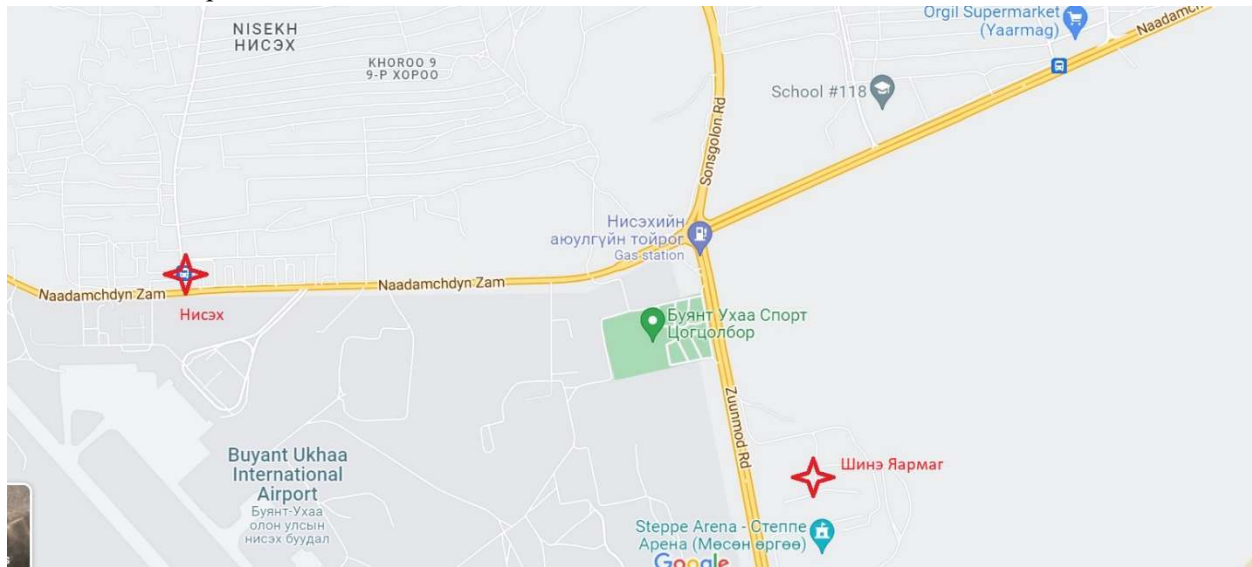 Orgil Supermarket
(Yaarmag)
NISEKH
НИСЭХ
KHOROO 9
9-Р ХОРОО
School #118
Sonsgolon Rd
Нисэхийн
аюулгүйн тойрог
Gas station
Naadamchdyn Zam
Naadamchdyn Zam
Нисэх
Буянт Ухаа Спорт
Цогцолбор
Zuunmod Rd
Buyant Ukhaa
International
Airport
Буянт-Ухаа
олон улсын
нисэх буудал
Шинэ Яармаг
Steppe Arena - Степпе
Арена (Мөсөн өргөө)
Google